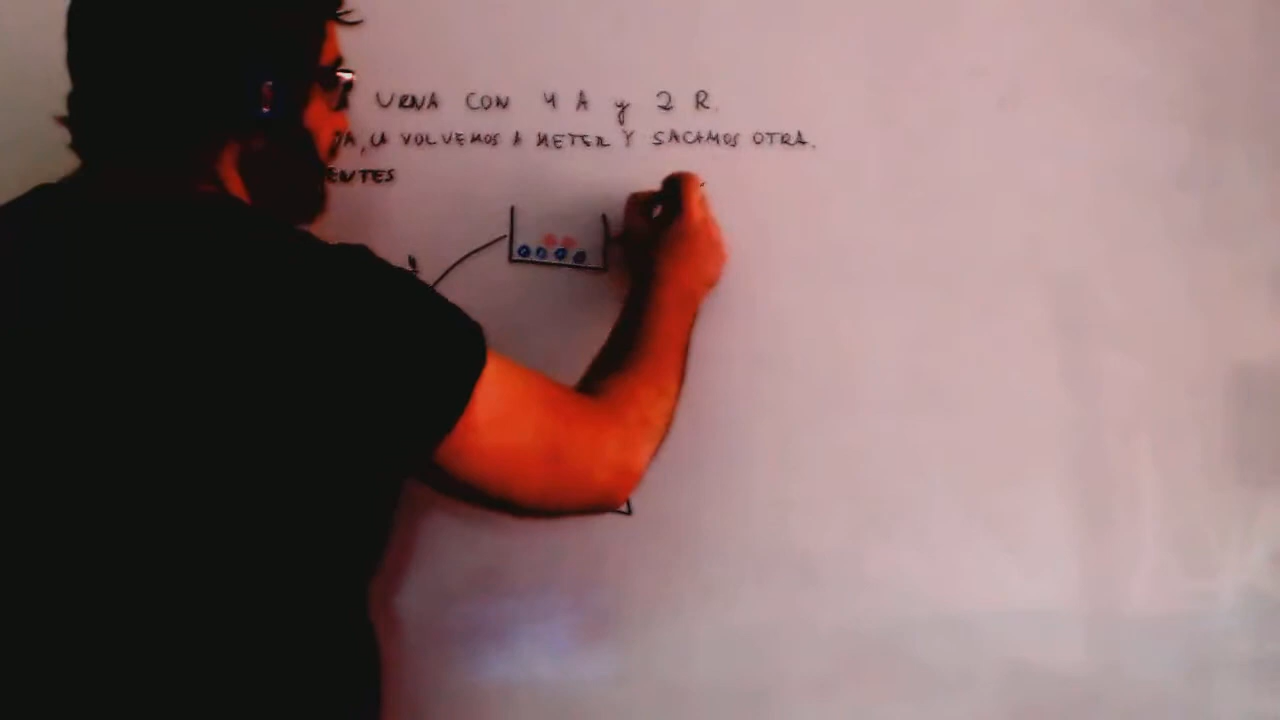 URNA CON 4 A y 2 R.
LA VOLVEMOS A METER Y SACAMOS OTRA.
ENTES